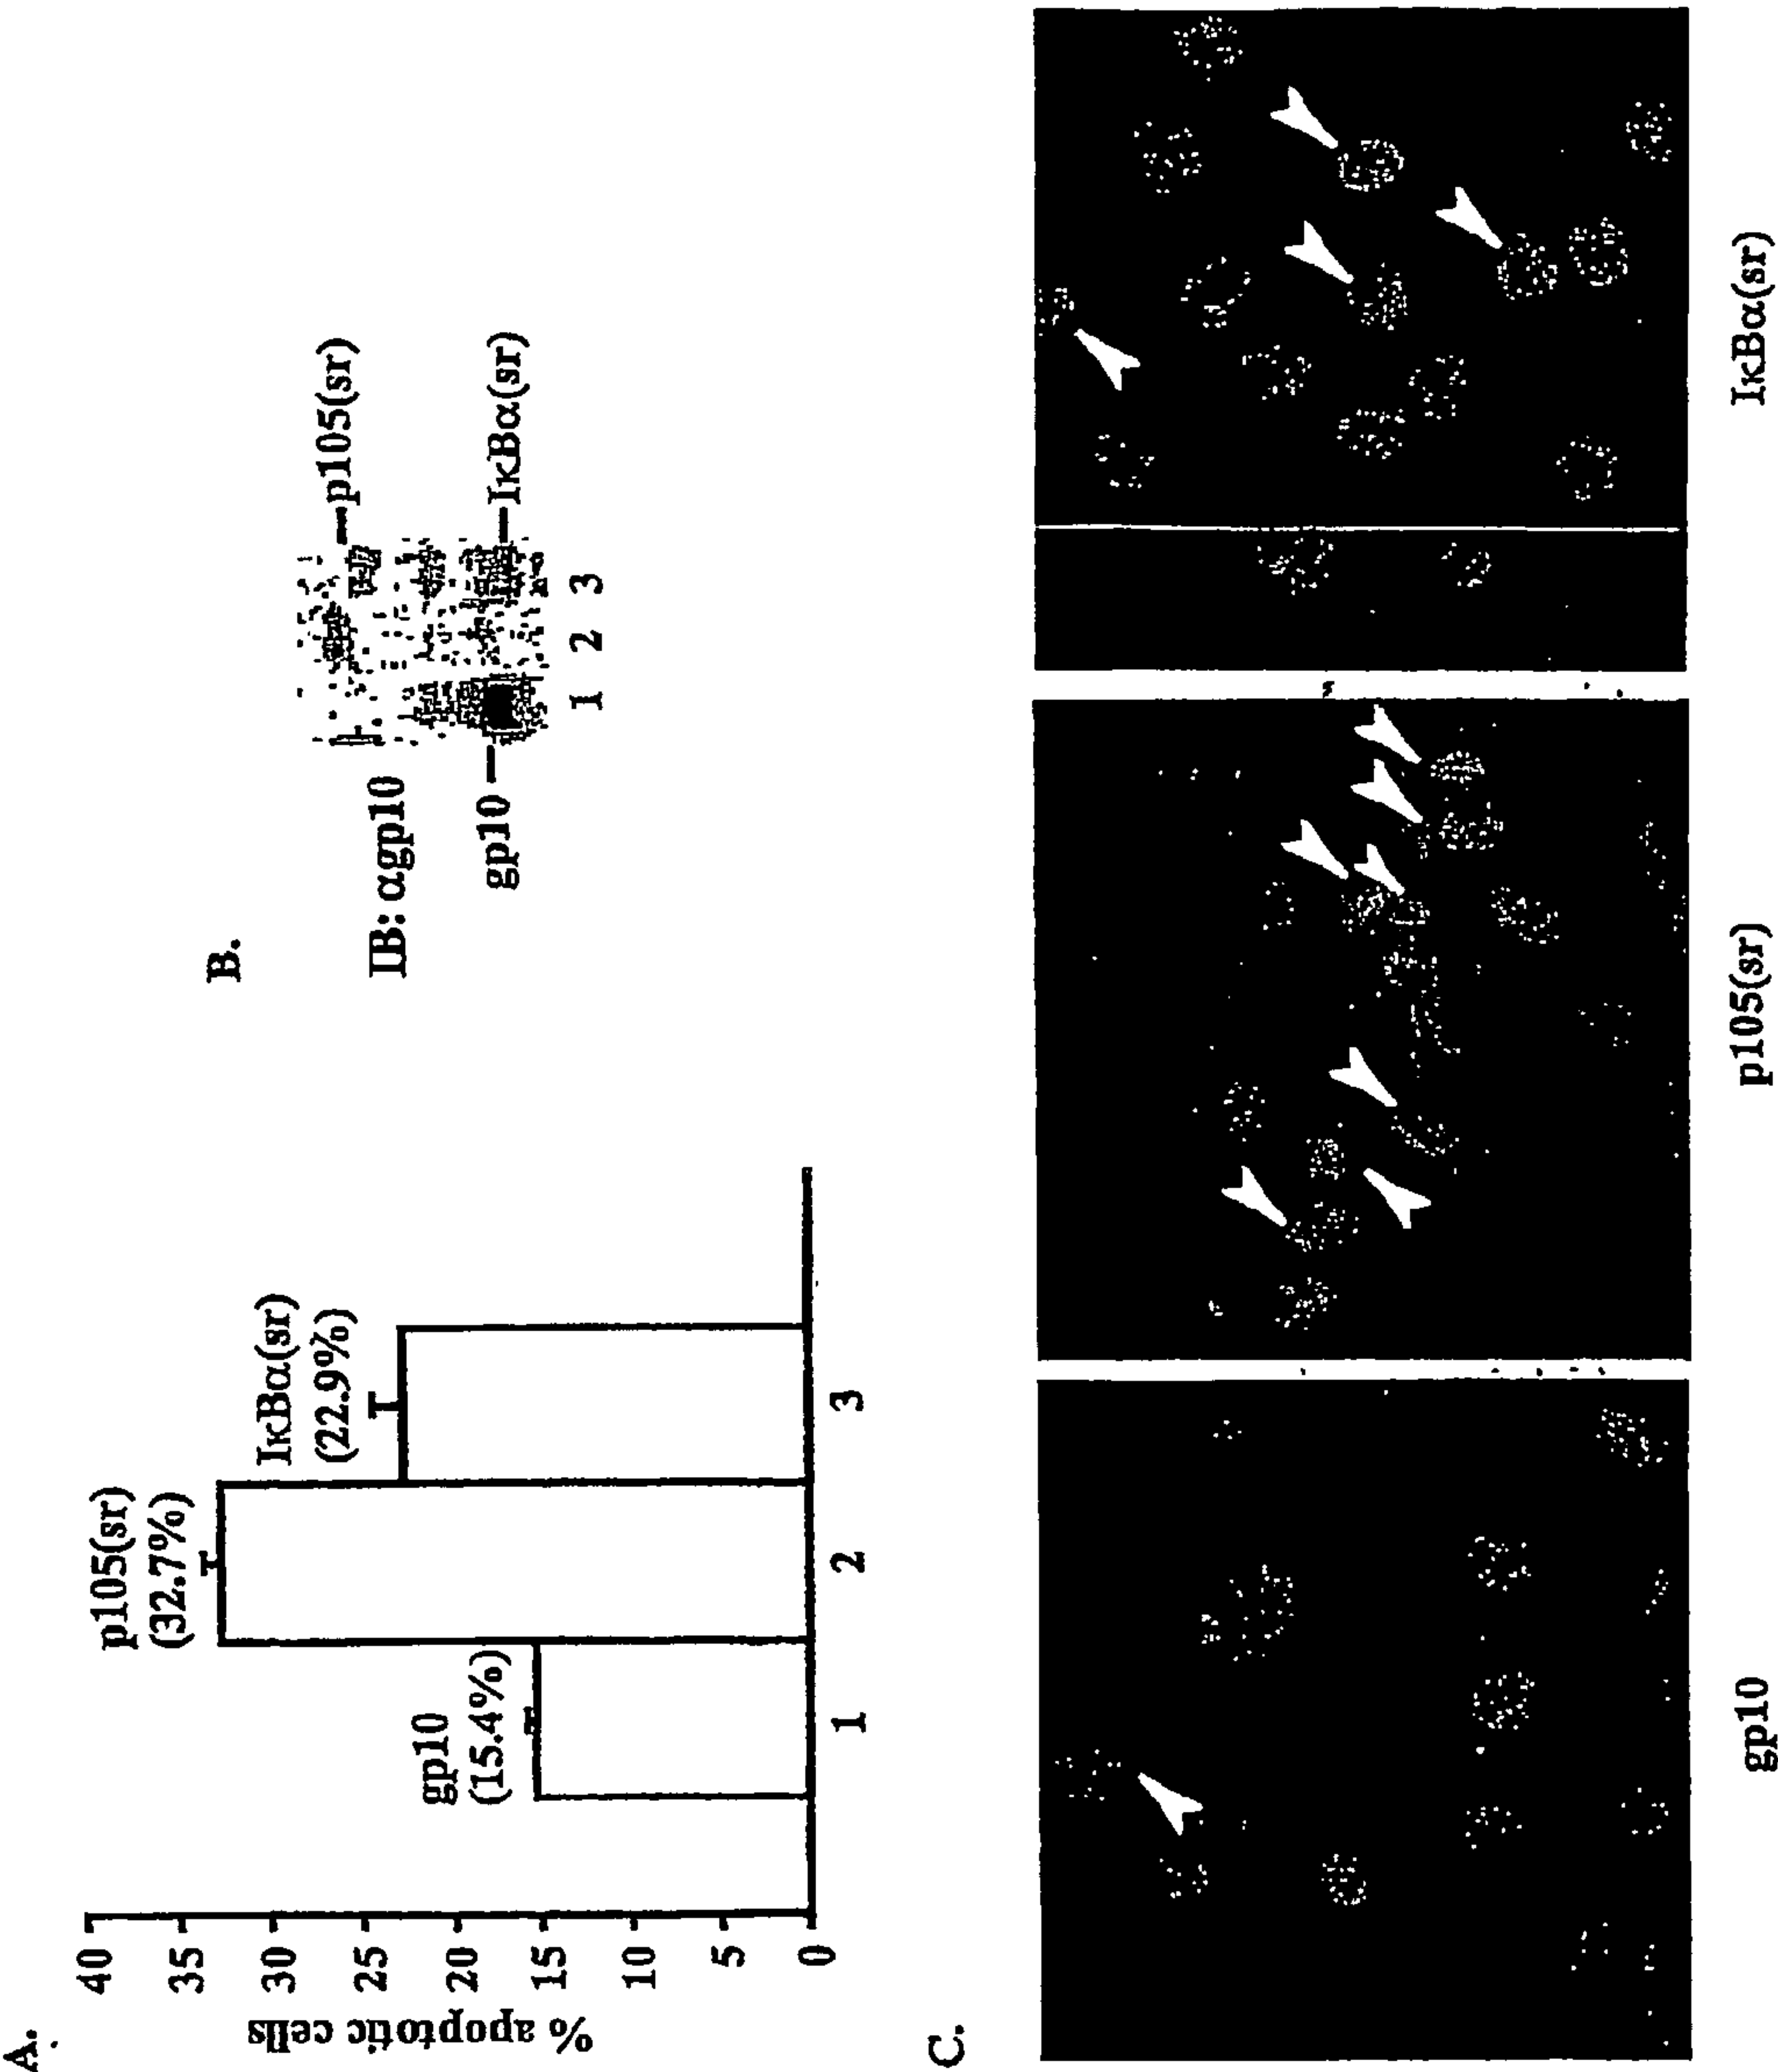 A.
% apoptotic cells
40
35
30
25
20
15
10
5
0
gp10
(15.4%)
p105(sr)
(32.7%)
IκBα(sr)
(22.9%)
1 2 3
B.
IB: αgp10
p105(sr)
gp10
IκBα(sr)
1 2 3
C.
gp10
p105(sr)
IκBα(sr)